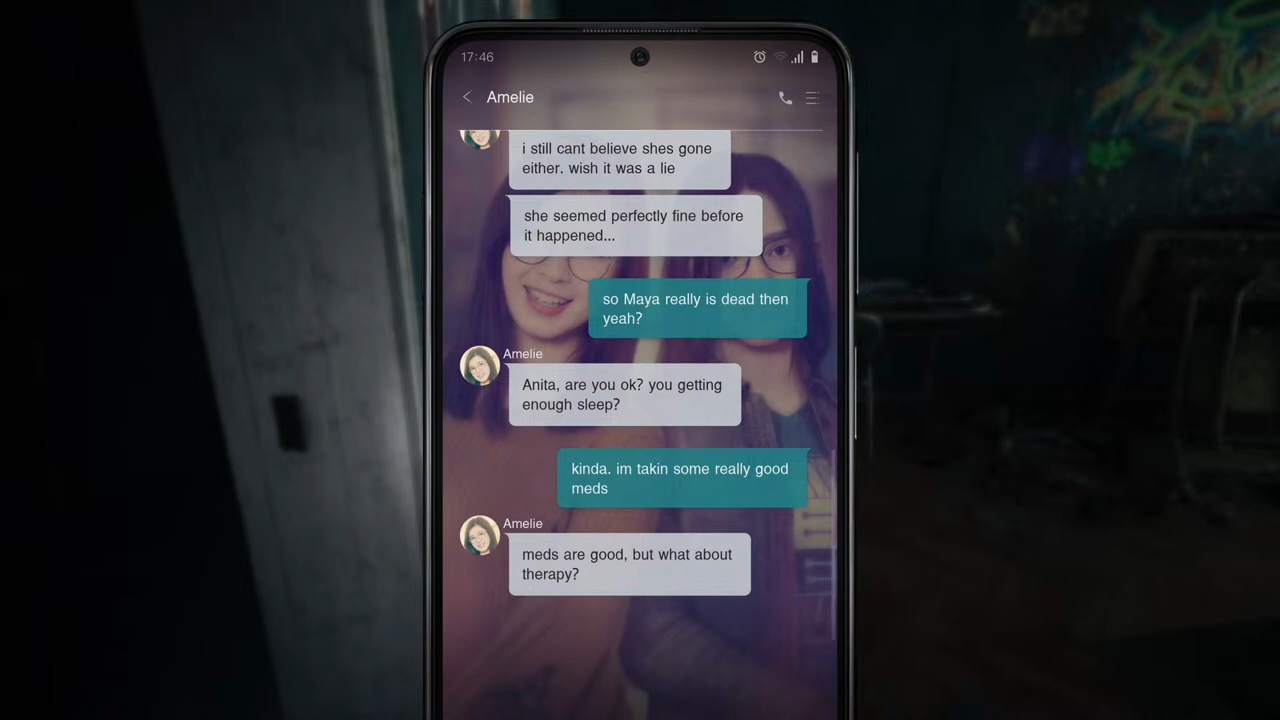 17:46
Amelie
i still cant believe shes gone
either. wish it was a lie
she seemed perfectly fine before
it happened...
so Maya really is dead then
yeah?
Amelie
Anita, are you ok? you getting
enough sleep?
kinda. im takin some really good
meds
Amelie
meds are good, but what about
therapy?